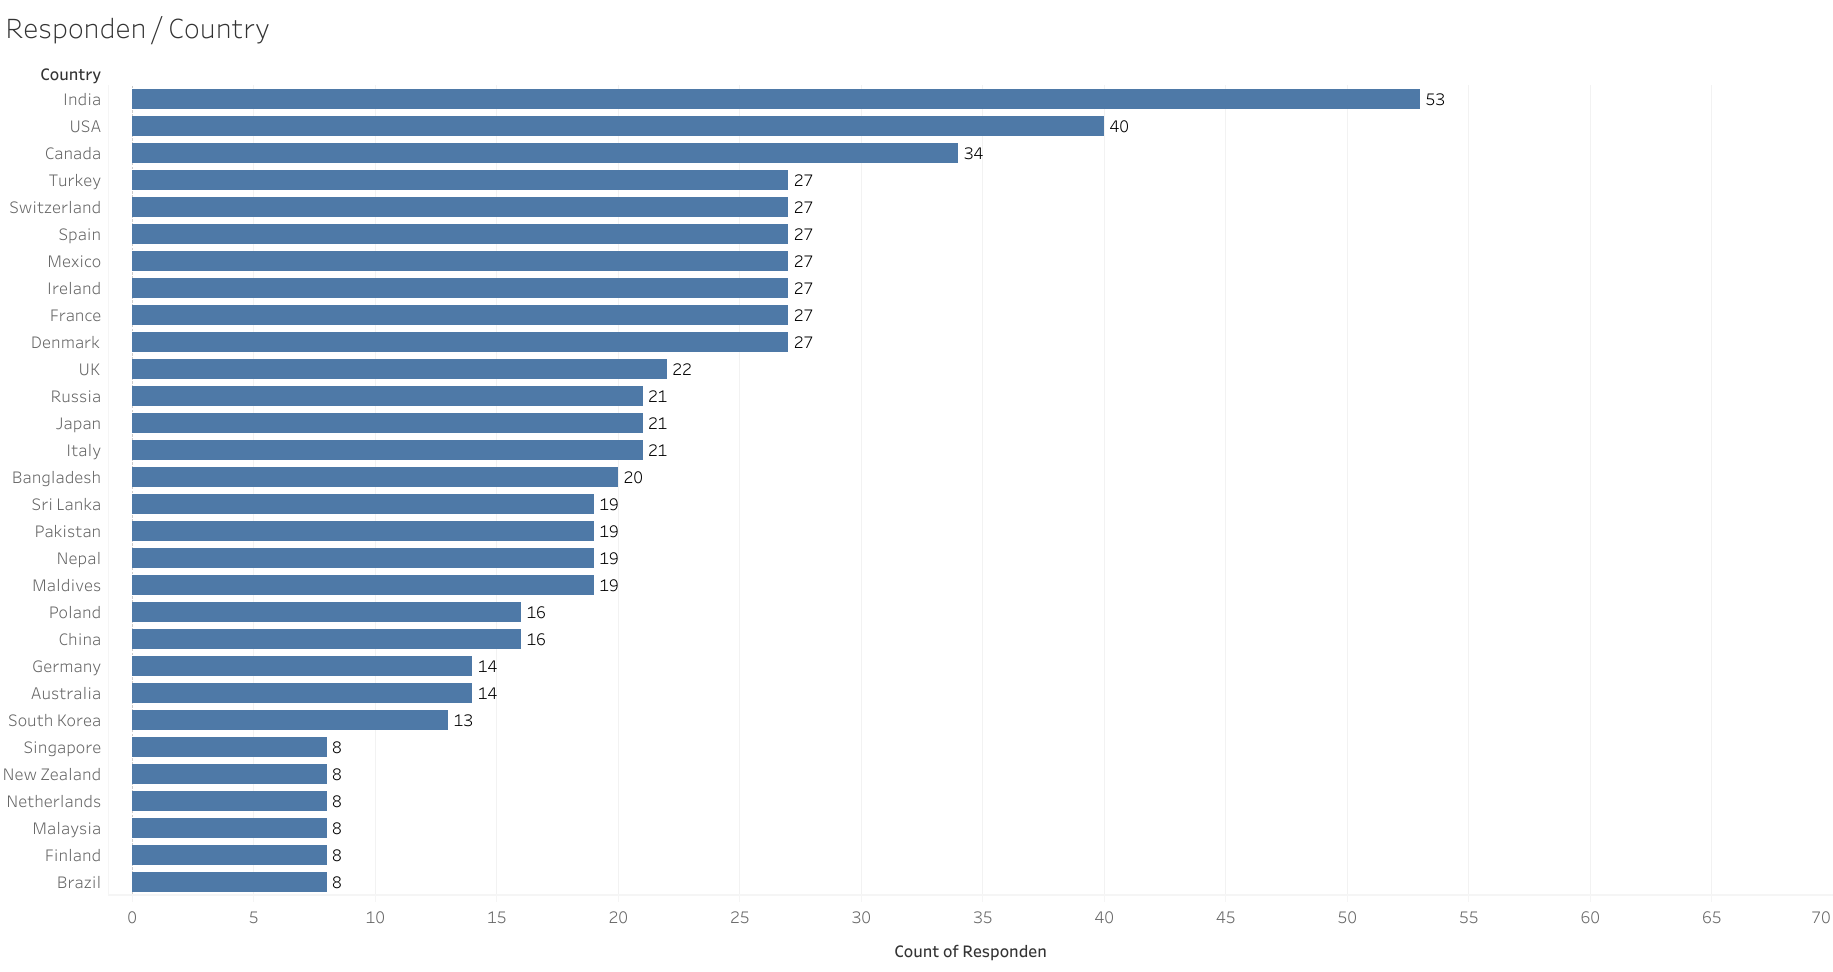 Responden / Country
Country
India 53
USA 40
Canada 34
Turkey 27
Switzerland 27
Spain 27
Mexico 27
Ireland 27
France 27
Denmark 27
UK 22
Russia 21
Japan 21
Italy 21
Bangladesh 20
Sri Lanka 19
Pakistan 19
Nepal 19
Maldives 19
Poland 16
China 16
Germany 14
Australia 14
South Korea 13
Singapore 8
New Zealand 8
Netherlands 8
Malaysia 8
Finland 8
Brazil 8
0 5 10 15 20 25 30 35 40 45 50 55 60 65 70
Count of Responden